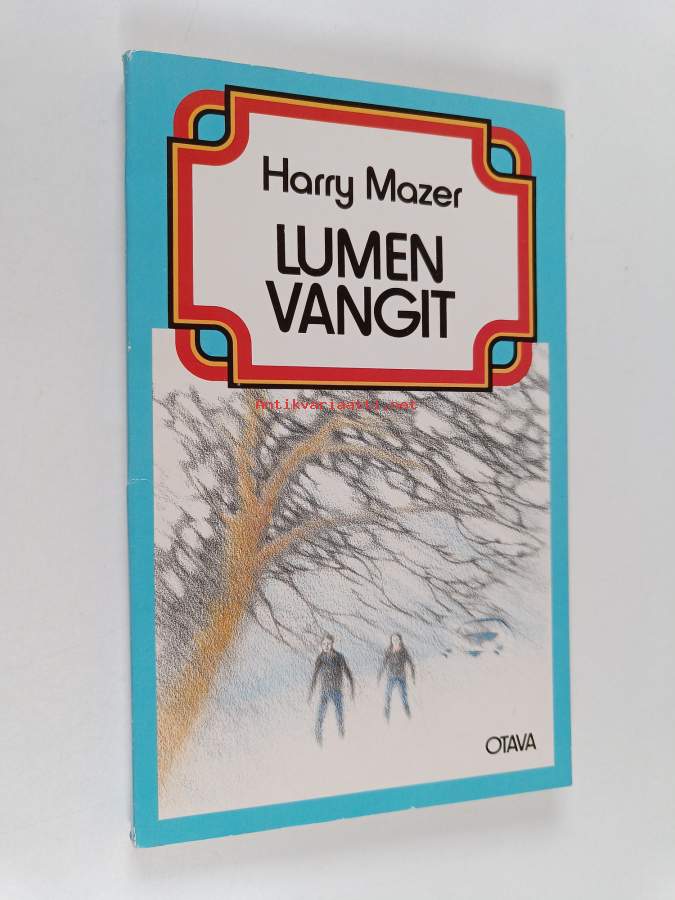 Harry Mazer
LUMEN
VANGIT
Antikvariaatti.net
OTAVA